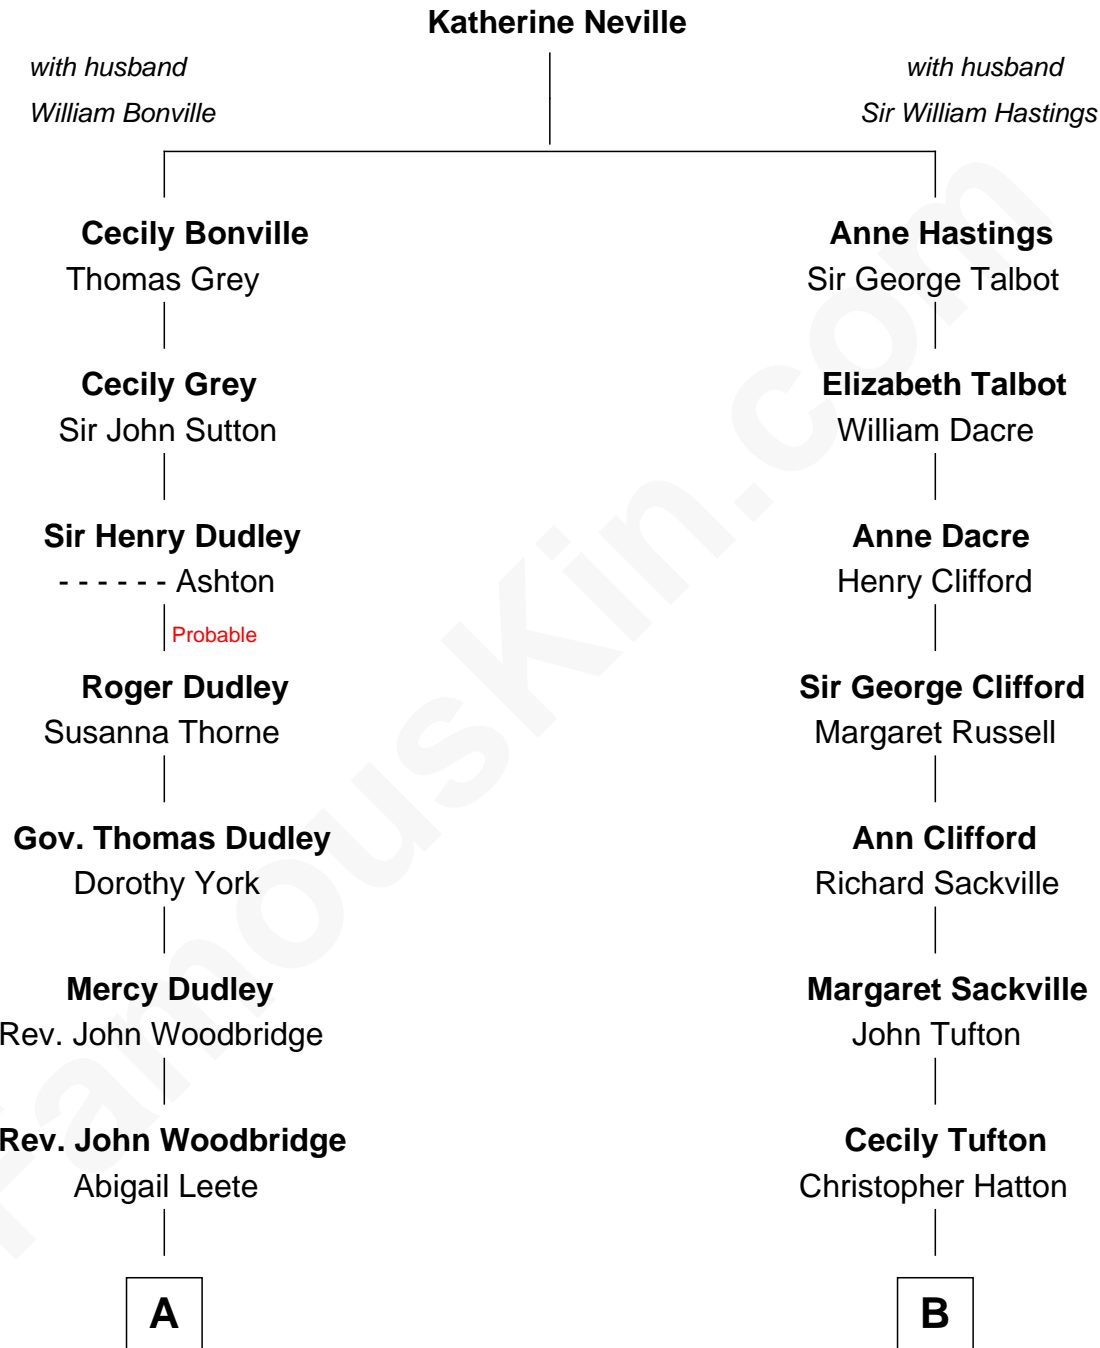 Katherine Neville
with husband
William Bonville
with husband
Sir William Hastings
Cecily Bonville
Thomas Grey
Anne Hastings
Sir George Talbot
Cecily Grey
Sir John Sutton
Elizabeth Talbot
William Dacre
Sir Henry Dudley
- - - - - - Ashton
Anne Dacre
Henry Clifford
Probable
Roger Dudley
Susanna Thorne
Sir George Clifford
Margaret Russell
Gov. Thomas Dudley
Dorothy York
Ann Clifford
Richard Sackville
Mercy Dudley
Rev. John Woodbridge
Margaret Sackville
John Tufton
Rev. John Woodbridge
Abigail Leete
Cecily Tufton
Christopher Hatton
A
B
FamousKin.com